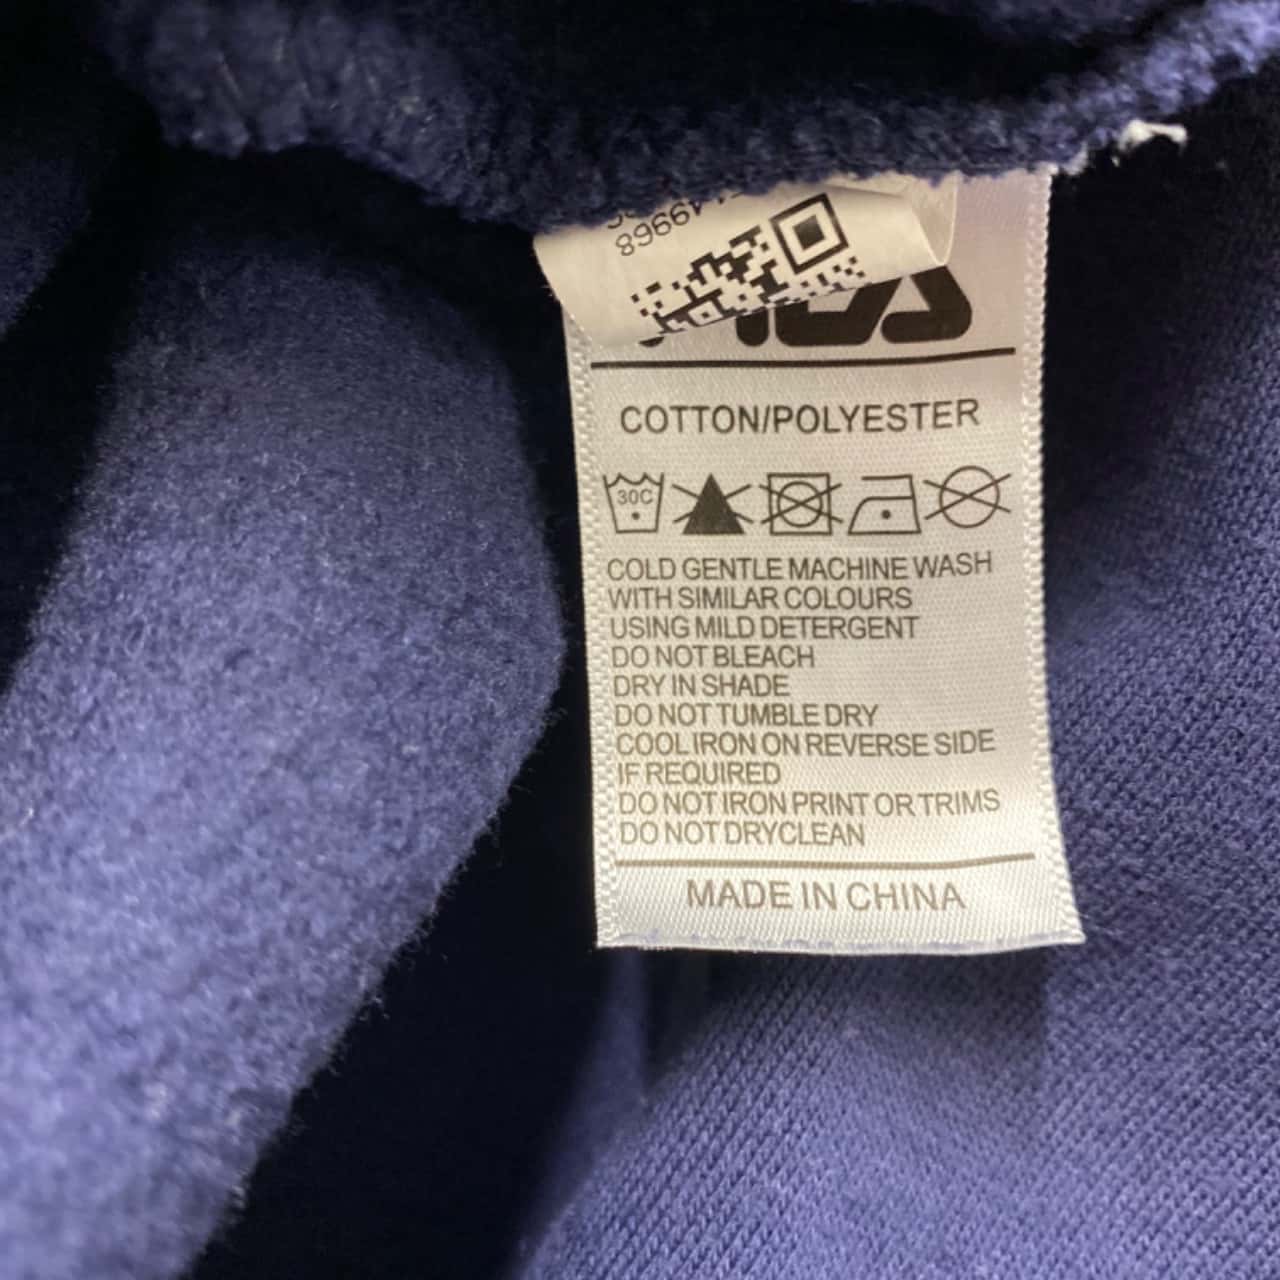 49968
COTTON/POLYESTER
30C
COLD GENTLE MACHINE WASH
WITH SIMILAR COLOURS
USING MILD DETERGENT
DO NOT BLEACH
DRY IN SHADE
DO NOT TUMBLE DRY
COOL IRON ON REVERSE SIDE
IF REQUIRED
DO NOT IRON PRINT OR TRIMS
DO NOT DRYCLEAN
MADE IN CHINA